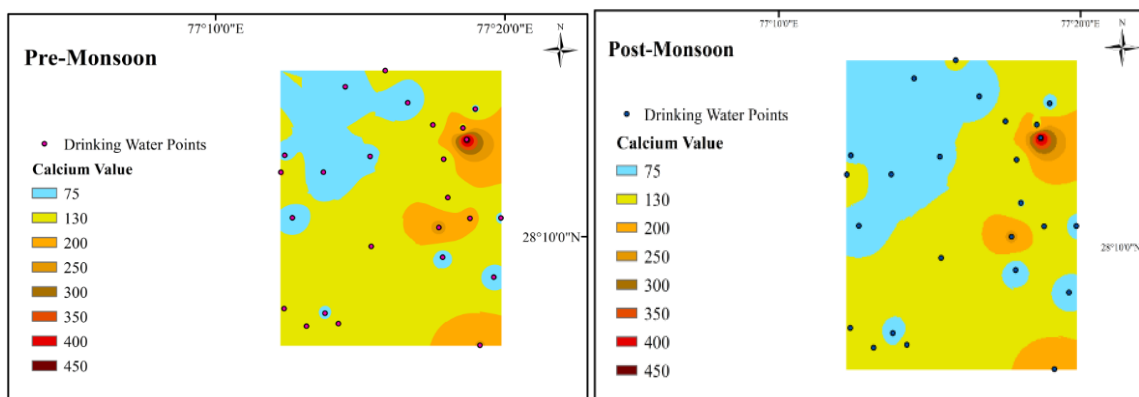 77°10'0"E
77°20'0"E
N
Pre-Monsoon
Drinking Water Points
Calcium Value
75
130
200
250
300
350
400
450
28°10'0"N
77°10'0"E
77°20'0"E
N
Post-Monsoon
Drinking Water Points
Calcium Value
75
130
200
250
300
350
400
450
28°10'0"N